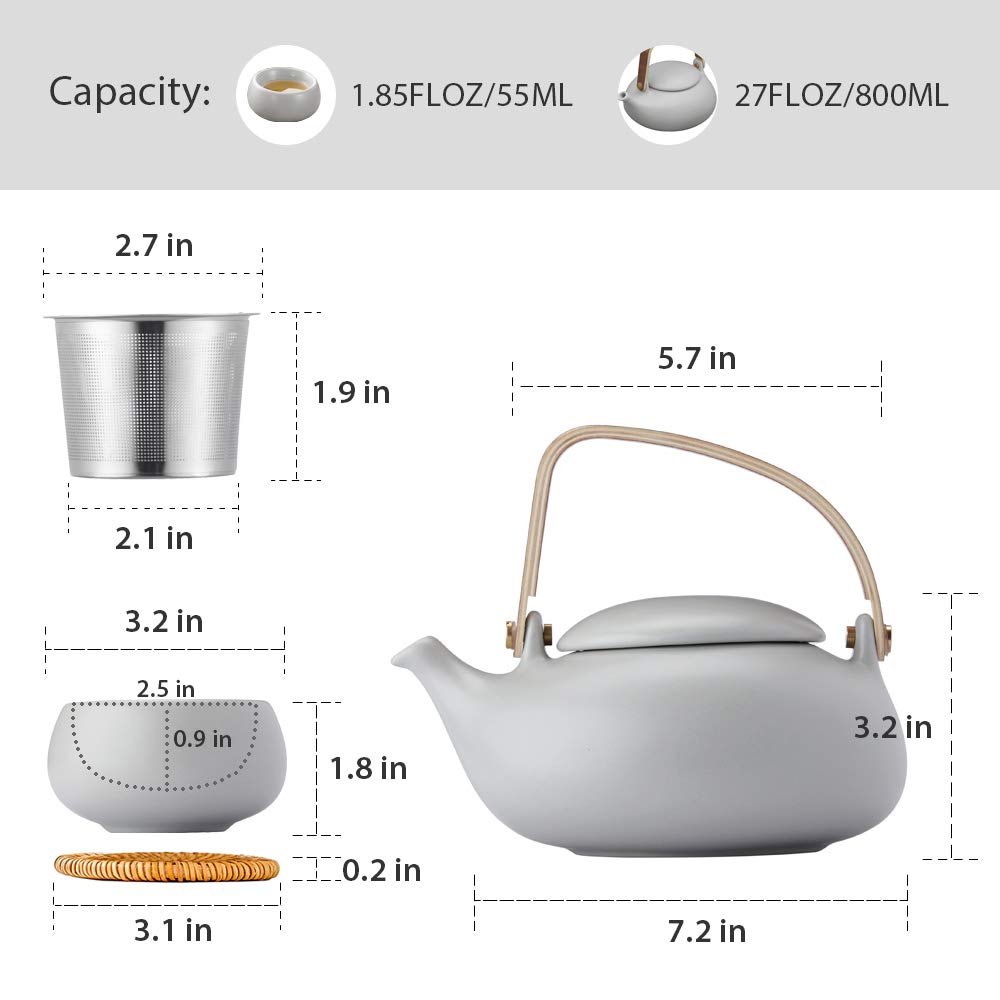 Capacity: 1.85FLOZ/55ML 27FLOZ/800ML
2.7 in
1.9 in
2.1 in
5.7 in
3.2 in
2.5 in
0.9 in
1.8 in
0.2 in
3.1 in
3.2 in
7.2 in